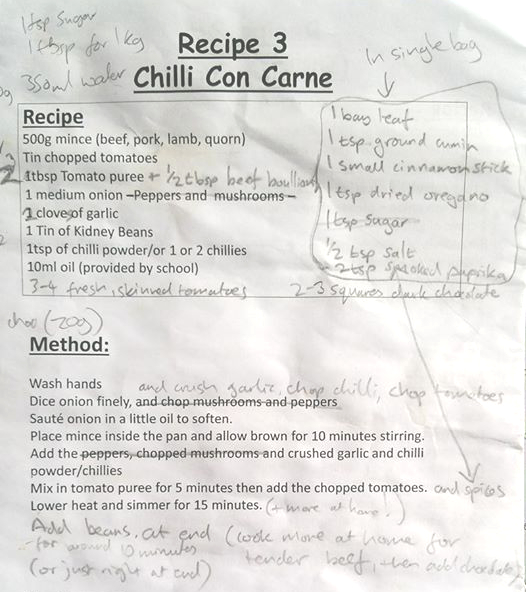 1tsp sugar
1tbsp for 1kg
350ml water
Recipe 3
Chilli Con Carne
In single bag
Recipe
500g mince (beef, pork, lamb, quorn)
Tin chopped tomatoes
2 1tbsp Tomato puree + ½ tbsp beef bouillon
1 medium onion –Peppers and mushrooms–
2 clove of garlic
1 Tin of Kidney Beans
1tsp of chilli powder/or 1 or 2 chillies
10ml oil (provided by school)
3-4 fresh, skinned tomatoes
1 bay leaf
1 tsp ground cumin
1 small cinnamon stick
1tsp dried oregano
1tsp sugar
½ tsp salt
2tsp smoked paprika
2-3 squares dark chocolate
choc (20g)
Method:
Wash hands
and crush garlic, chop chilli, chop tomatoes
Dice onion finely, and chop mushrooms and peppers
Sauté onion in a little oil to soften.
Place mince inside the pan and allow brown for 10 minutes stirring.
Add the peppers, chopped mushrooms and crushed garlic and chilli
powder/chillies
Mix in tomato puree for 5 minutes then add the chopped tomatoes. and spices
Lower heat and simmer for 15 minutes. (+ more at home!)
Add beans, at end (cook more at home for
for around 10 minutes tender beef, then add chocolate)
(or just right at end)